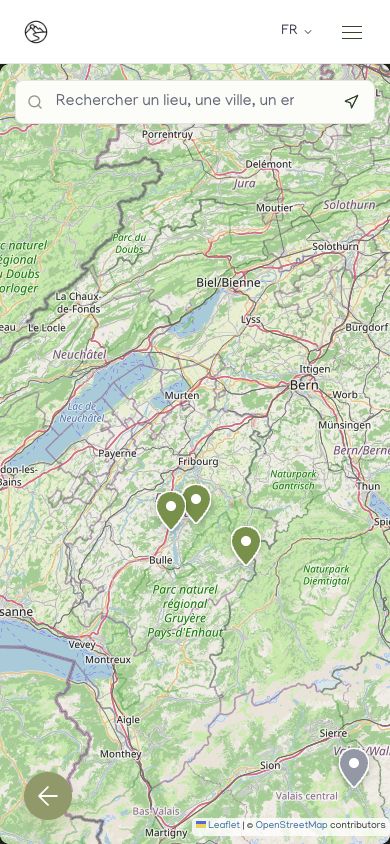 FR
Rechercher un lieu, une ville, un er
Porrentruy
Delémont
Jura
Moutier
Solothurn
Parc du
Doubs
Solothurn
Biel/Bienne
La Chaux-
de-Fonds
Le Locle
Lyss
Burgdorf
Neuchâtel
Ittigen
Bern
Worb
Murten
Lac de
Neuchâtel
Münsingen
Payerne
Fribourg
Naturpark
Gantrisch
Thun
Bulle
Parc naturel
régional
Gruyère
Pays-d'Enhaut
Naturpark
Diemtigtal
Vevey
Montreux
Aigle
Monthey
Sierre
Sion
Valais central
Bas-Valais
Martigny
Leaflet | © OpenStreetMap contributors